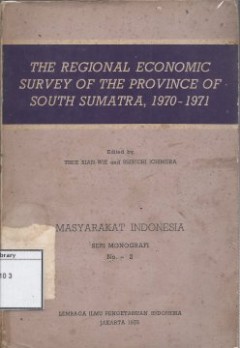 THE REGIONAL ECONOMIC
SURVEY OF THE PROVINCE OF
SOUTH SUMATRA, 1970-1971
Edited by
and
MASYARAKAT INDONESIA
SERI MONOGRAFI
No. - 2
LEMBAGA ILMU PENGETAHUAN INDONESIA
JAKARTA